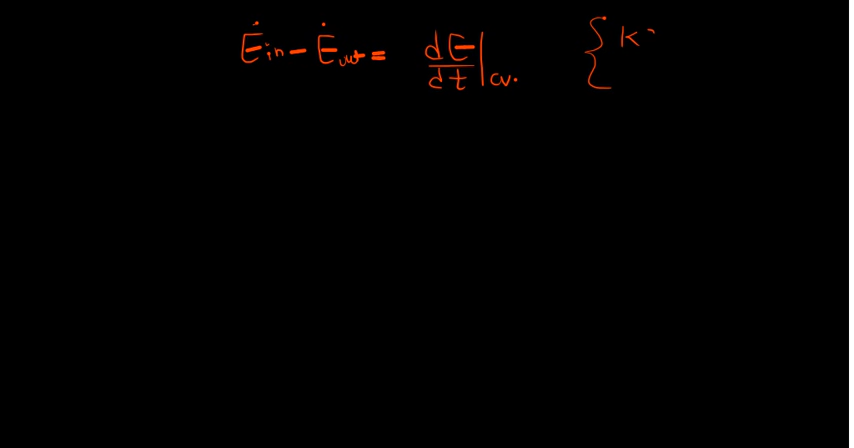 Ėin - Ėout = dE/dt|cv. { K